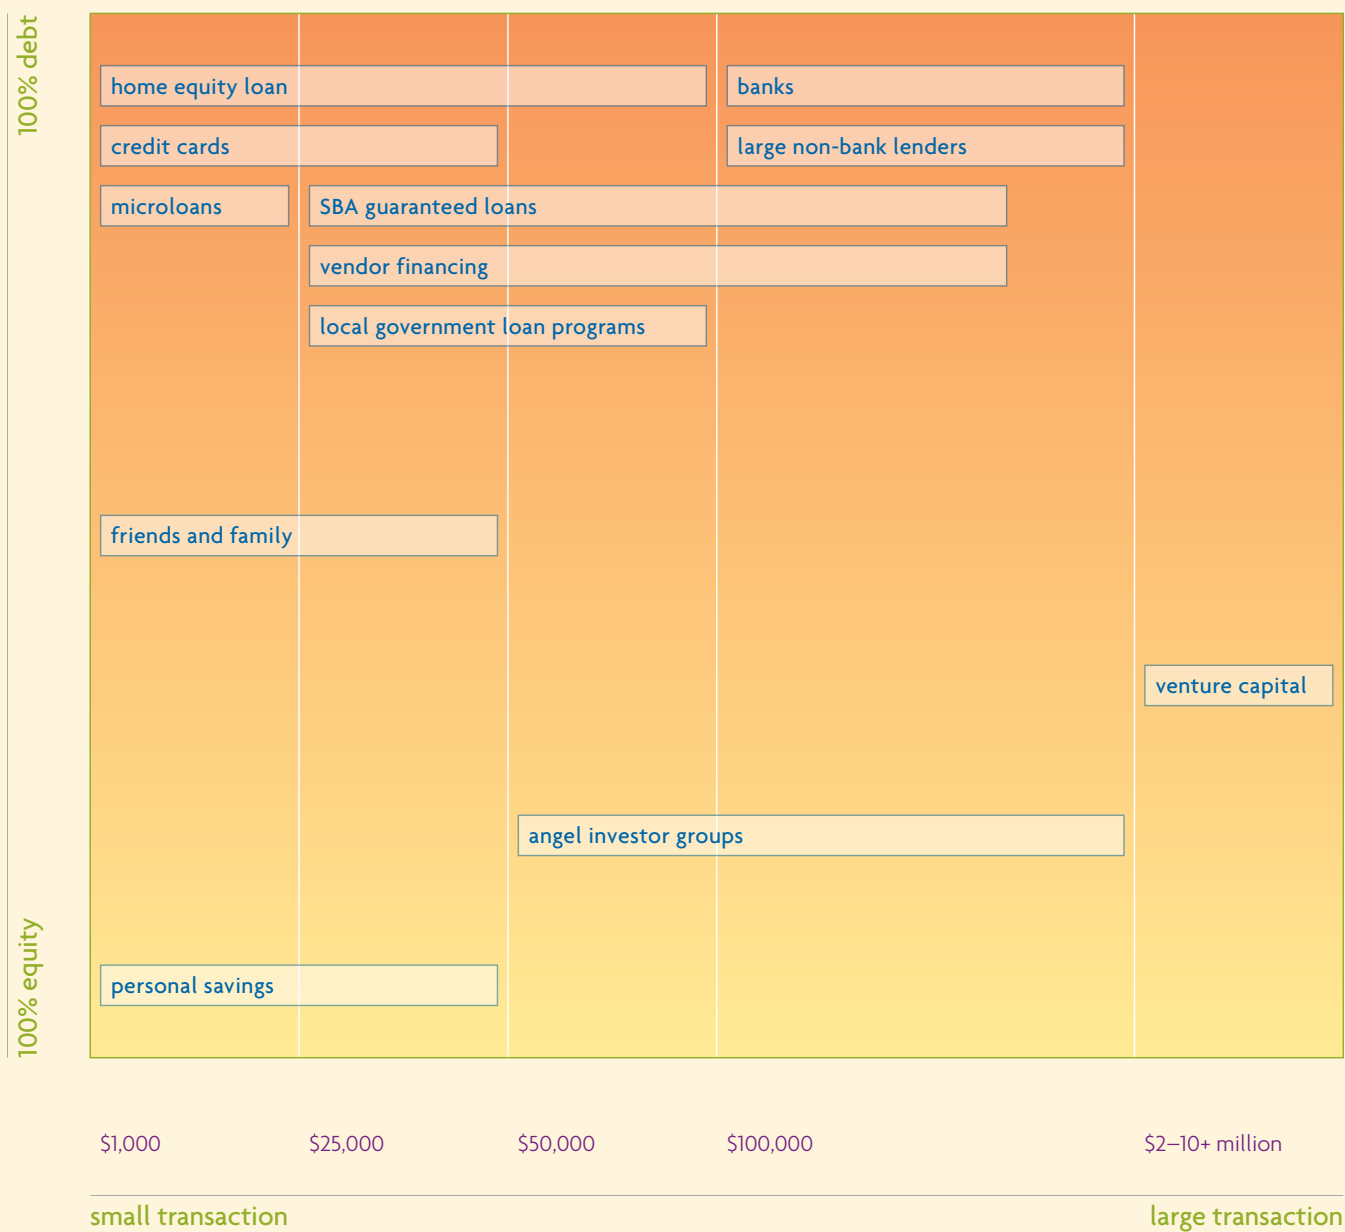 100% debt
home equity loan
banks
credit cards
large non-bank lenders
microloans
SBA guaranteed loans
vendor financing
local government loan programs
friends and family
venture capital
angel investor groups
100% equity
personal savings
$1,000
$25,000
$50,000
$100,000
$2–10+ million
small transaction
large transaction